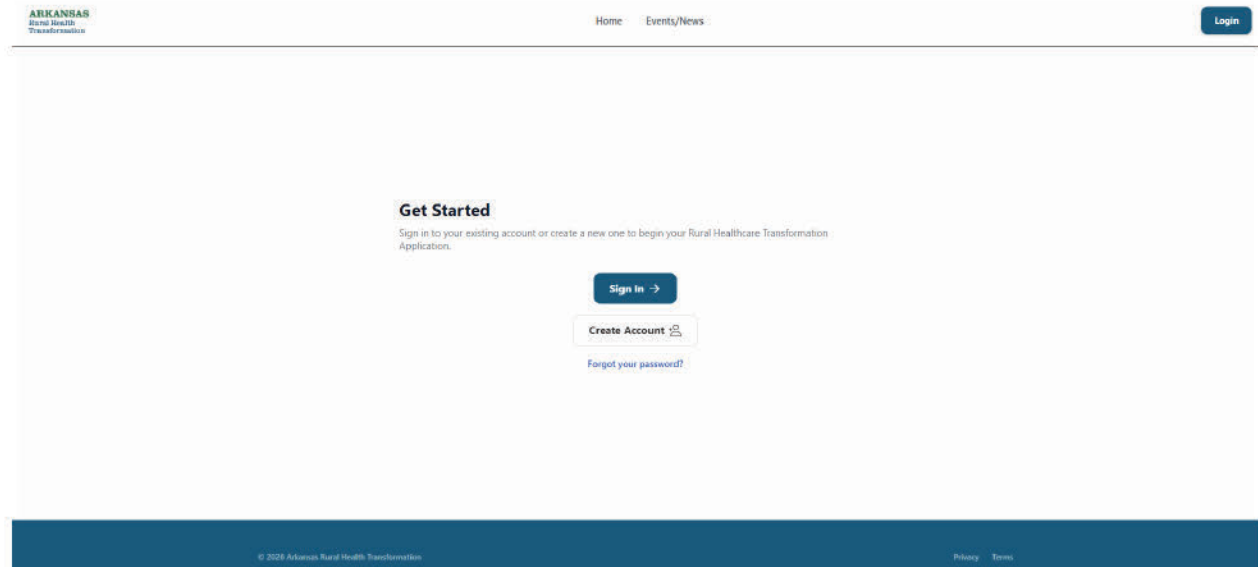 ARKANSAS
Rural Health
Transformation
Home Events/News
Login
Get Started
Sign in to your existing account or create a new one to begin your Rural Healthcare Transformation
Application.
Sign In →
Create Account
Forgot your password?
© 2026 Arkansas Rural Health Transformation
Privacy Terms